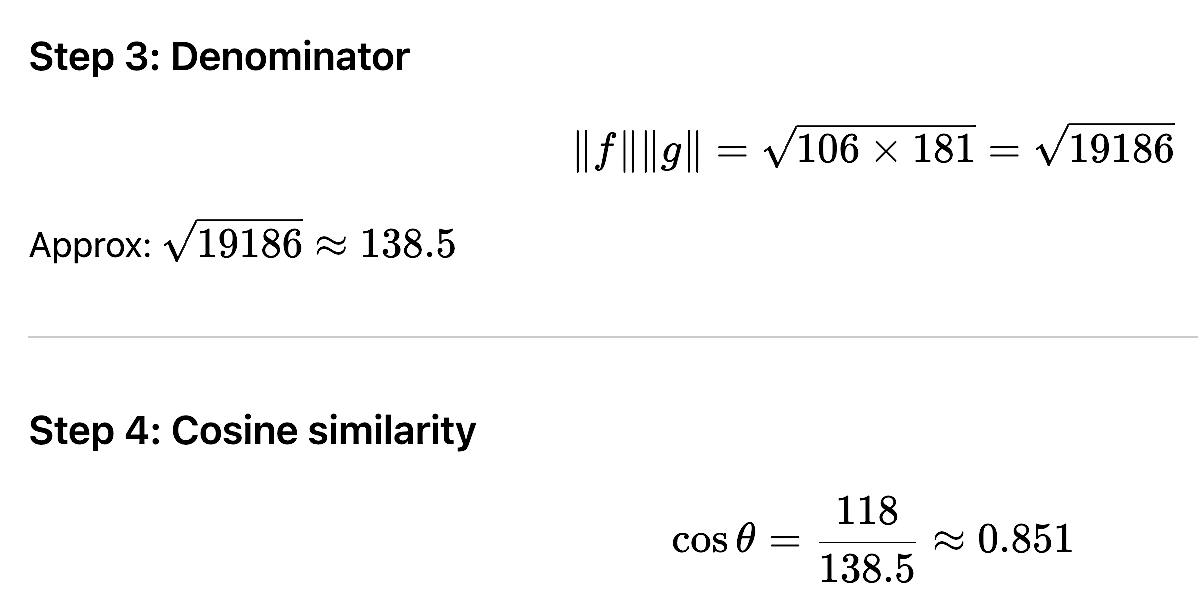 Step 3: Denominator
‖f‖‖g‖ = √106 × 181 = √19186
Approx: √19186 ≈ 138.5
Step 4: Cosine similarity
cos θ = 118/138.5 ≈ 0.851